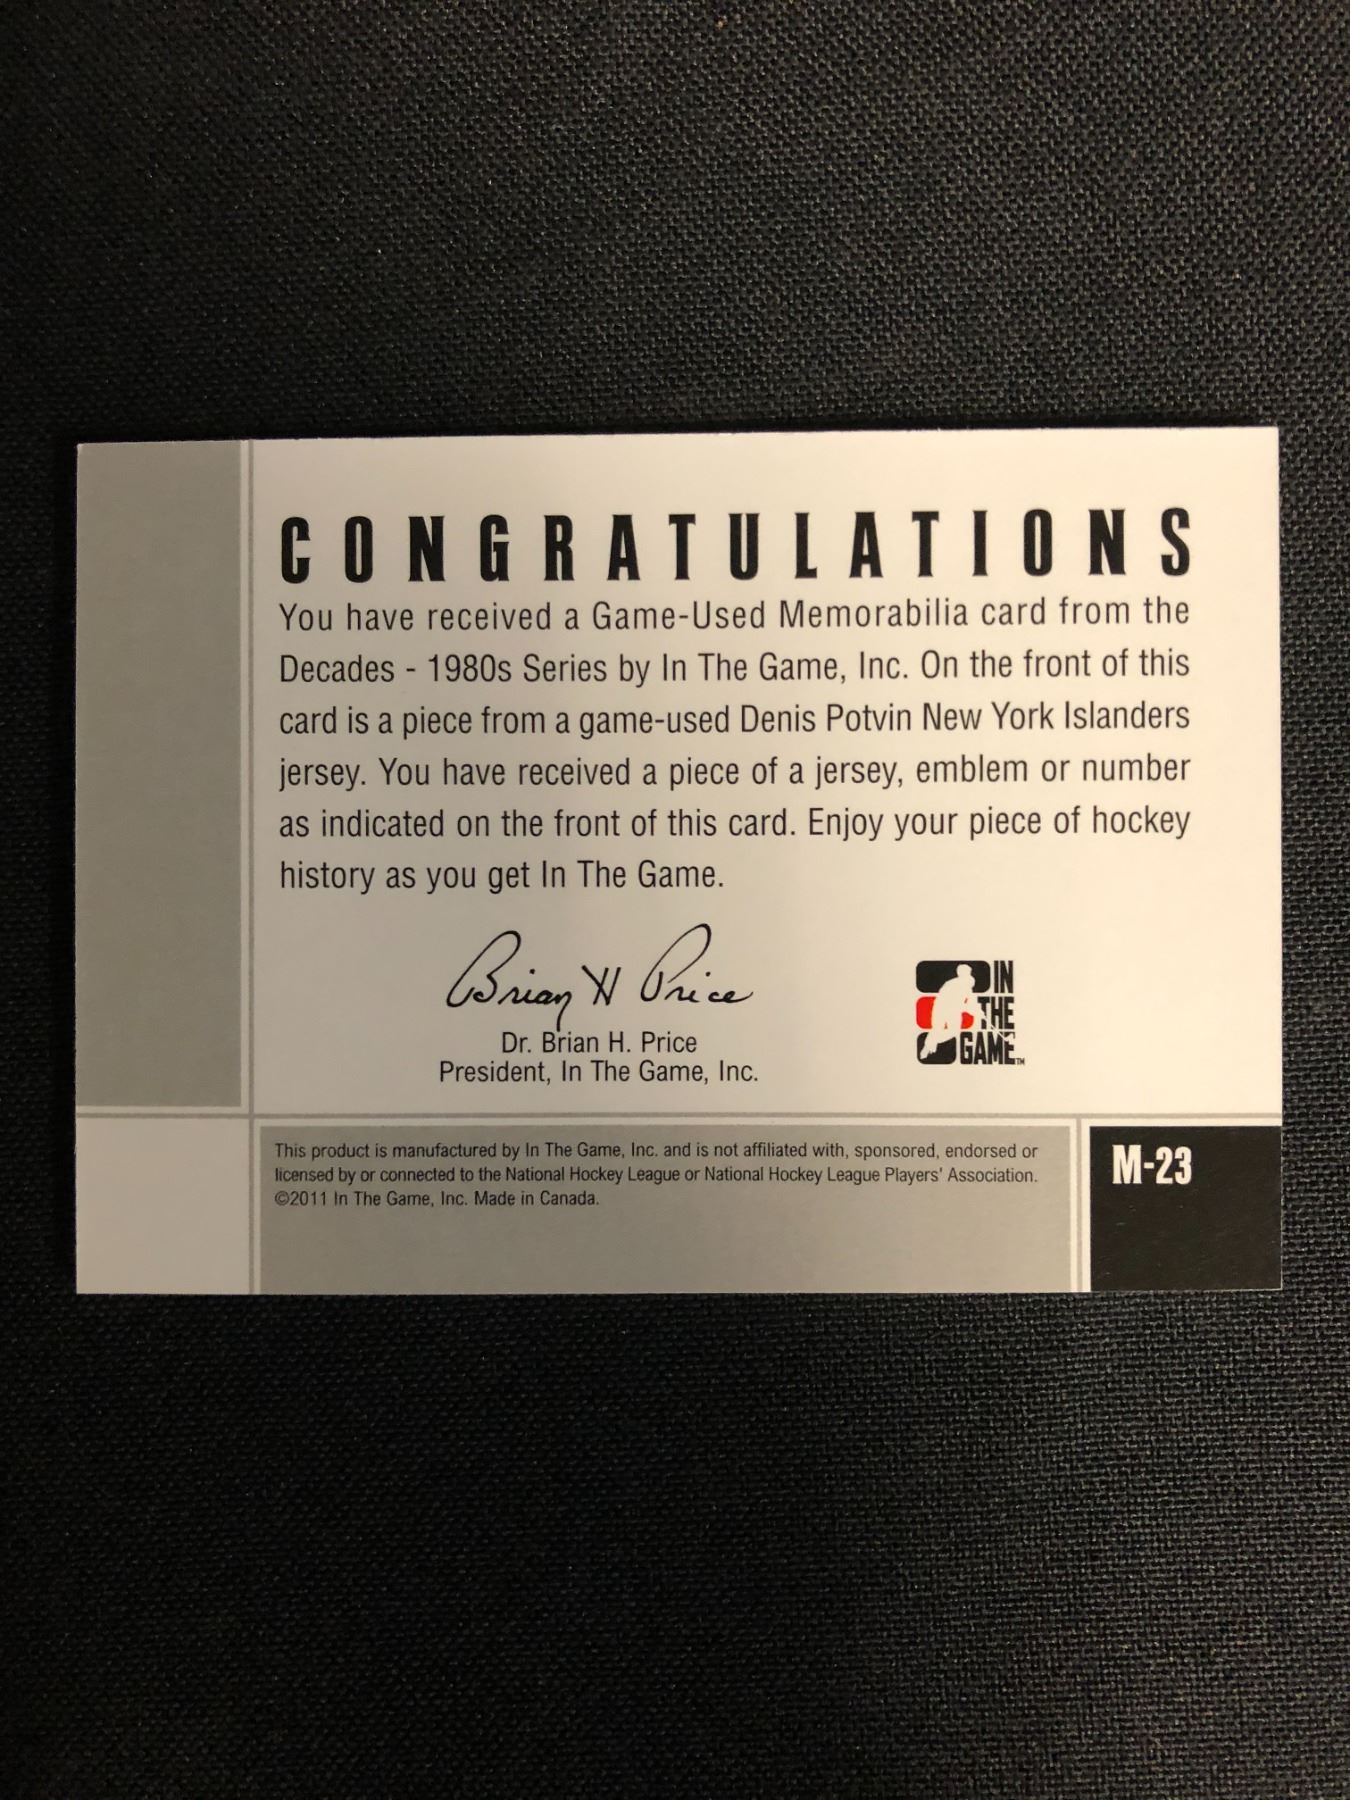 CONGRATULATIONS
You have received a Game-Used Memorabilia card from the
Decades - 1980s Series by In The Game, Inc. On the front of this
card is a piece from a game-used Denis Potvin New York Islanders
jersey. You have received a piece of a jersey, emblem or number
as indicated on the front of this card. Enjoy your piece of hockey
history as you get In The Game.
Brian H Price
Dr. Brian H. Price
President, In The Game, Inc.
IN
THE
GAME™
This product is manufactured by In The Game, Inc. and is not affiliated with, sponsored, endorsed or
licensed by or connected to the National Hockey League or National Hockey League Players' Association.
©2011 In The Game, Inc. Made in Canada.
M-23